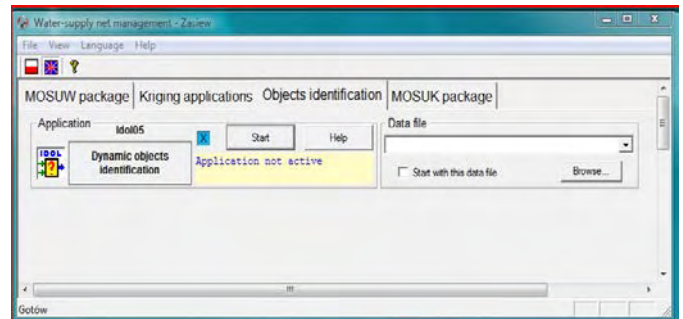 Water-supply net management - Zasiew
File View Language Help
MOSUW package Kriging applications Objects identification MOSUK package
Application
Idol05
X Start Help
IDOL
?
Dynamic objects
identification
Application not active
Data file
Start with this data file Browse...
Gotów